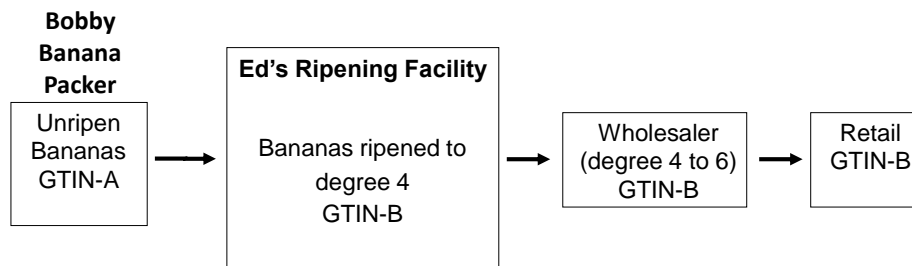 Bobby
Banana
Packer
Unripen
Bananas
GTIN-A
Ed's Ripening Facility
Bananas ripened to
degree 4
GTIN-B
Wholesaler
(degree 4 to 6)
GTIN-B
Retail
GTIN-B